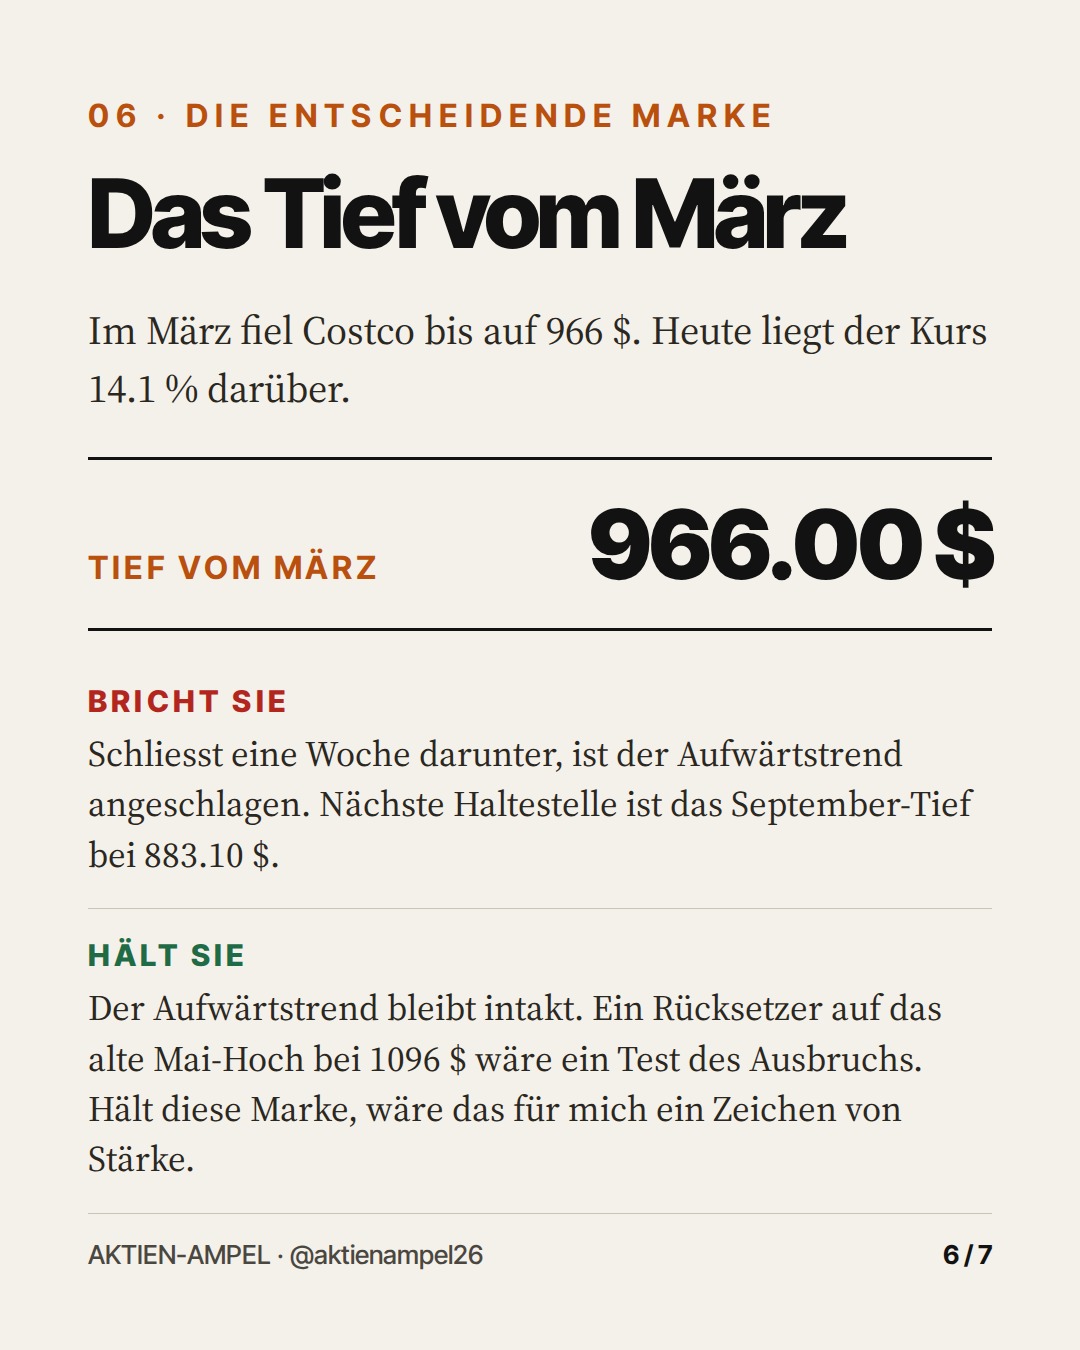 06 · DIE ENTSCHEIDENDE MARKE
Das Tief vom März
Im März fiel Costco bis auf 966 $. Heute liegt der Kurs
14.1 % darüber.
TIEF VOM MÄRZ 966.00 $
BRICHT SIE
Schliesst eine Woche darunter, ist der Aufwärtstrend
angeschlagen. Nächste Haltestelle ist das September-Tief
bei 883.10 $.
HÄLT SIE
Der Aufwärtstrend bleibt intakt. Ein Rücksetzer auf das
alte Mai-Hoch bei 1096 $ wäre ein Test des Ausbruchs.
Hält diese Marke, wäre das für mich ein Zeichen von
Stärke.
AKTIEN-AMPEL · @aktienampel26 6 / 7